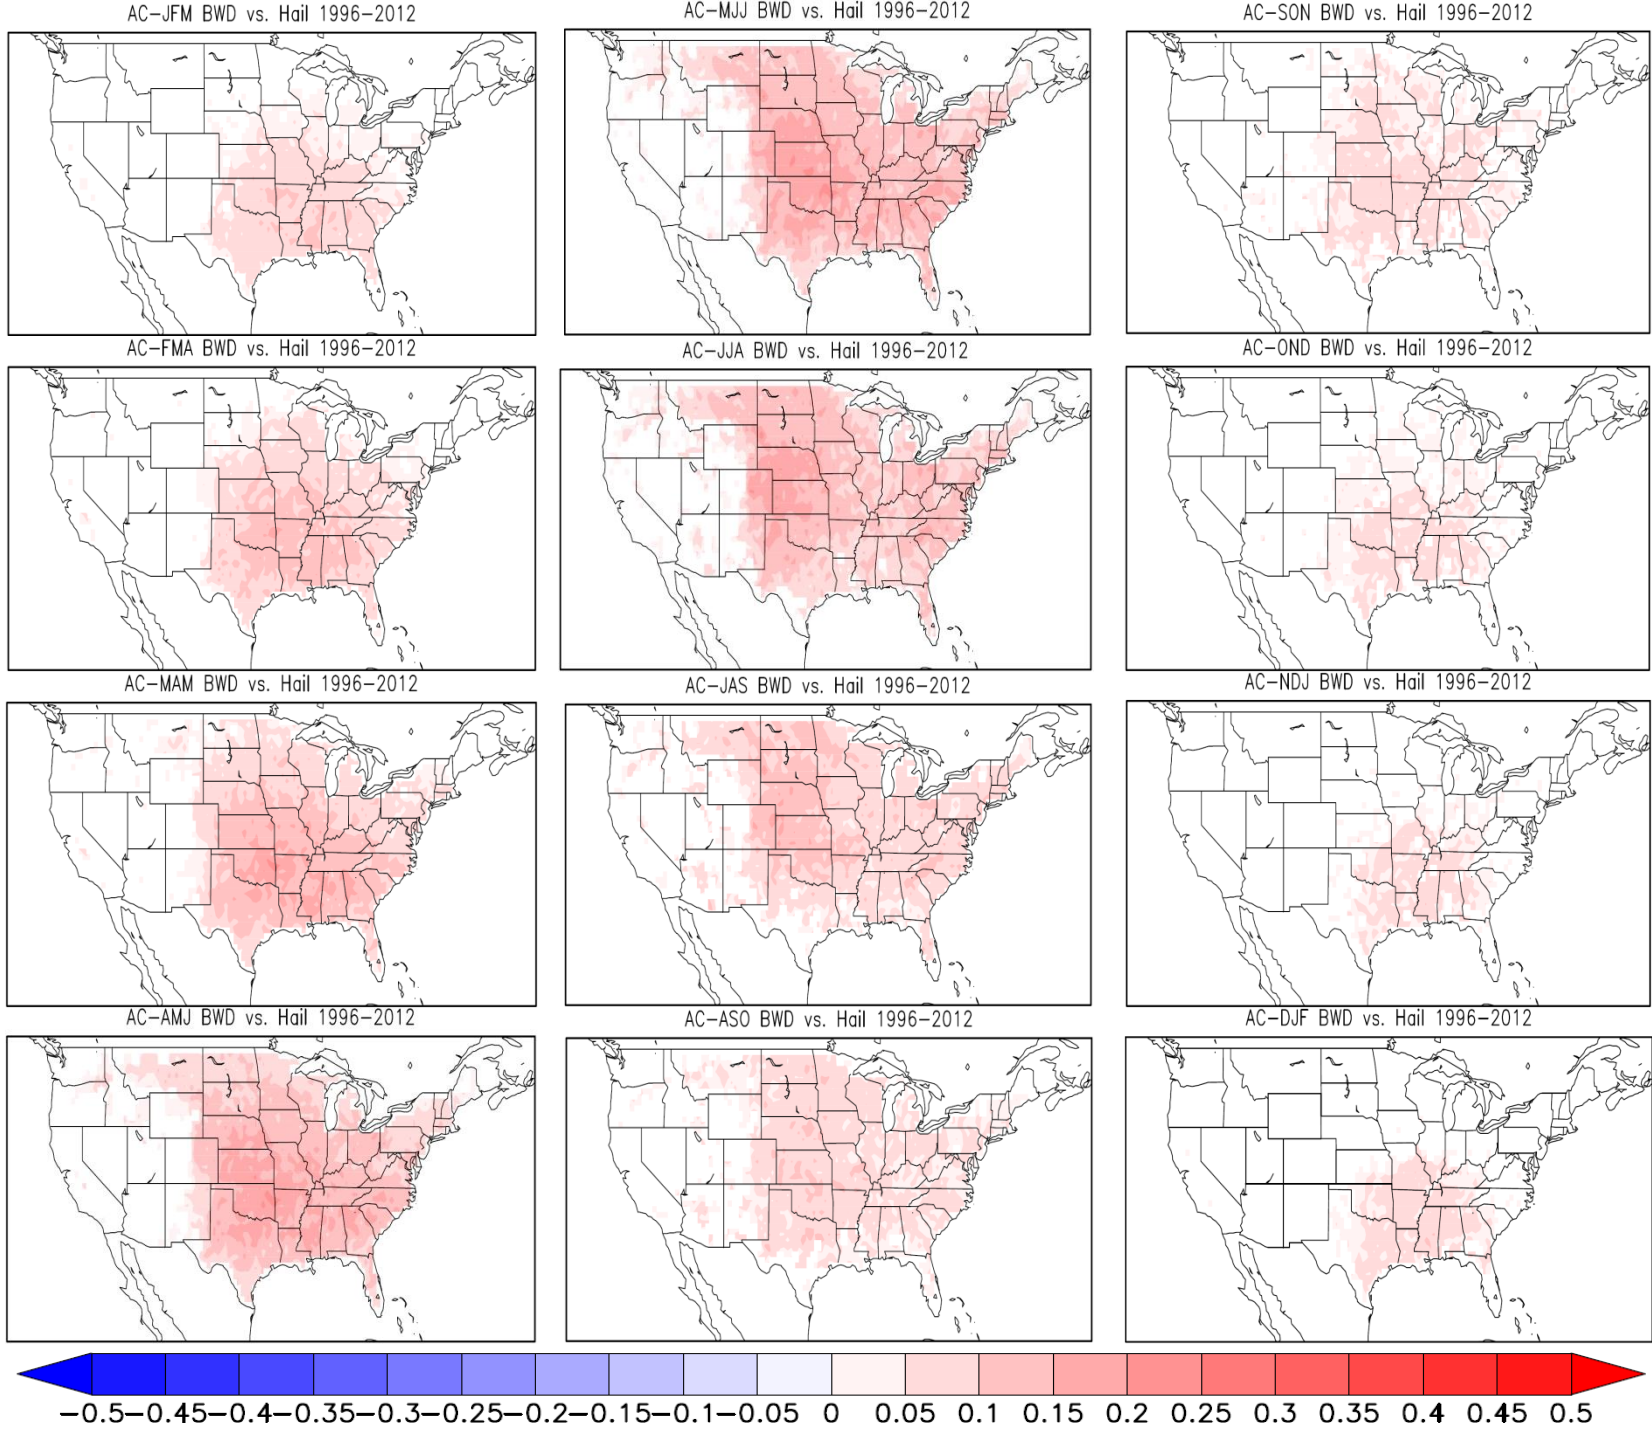 AC-JFM BWD vs. Hail 1996-2012
AC-MJJ BWD vs. Hail 1996-2012
AC-SON BWD vs. Hail 1996-2012
AC-FMA BWD vs. Hail 1996-2012
AC-JJA BWD vs. Hail 1996-2012
AC-OND BWD vs. Hail 1996-2012
AC-MAM BWD vs. Hail 1996-2012
AC-JAS BWD vs. Hail 1996-2012
AC-NDJ BWD vs. Hail 1996-2012
AC-AMJ BWD vs. Hail 1996-2012
AC-ASO BWD vs. Hail 1996-2012
AC-DJF BWD vs. Hail 1996-2012
-0.5 -0.45 -0.4 -0.35 -0.3 -0.25 -0.2 -0.15 -0.1 -0.05 0 0.05 0.1 0.15 0.2 0.25 0.3 0.35 0.4 0.45 0.5